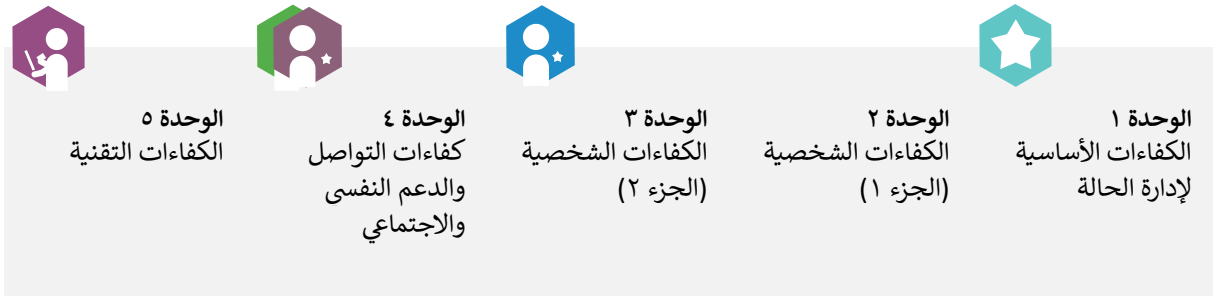 الوحدة ١
الكفاءات الأساسية
لإدارة الحالة
الوحدة ٢
الكفاءات الشخصية
(الجزء ١)
الوحدة ٣
الكفاءات الشخصية
(الجزء ٢)
الوحدة ٤
كفاءات التواصل
والدعم النفسی
والاجتماعي
الوحدة ٥
الكفاءات التقنية